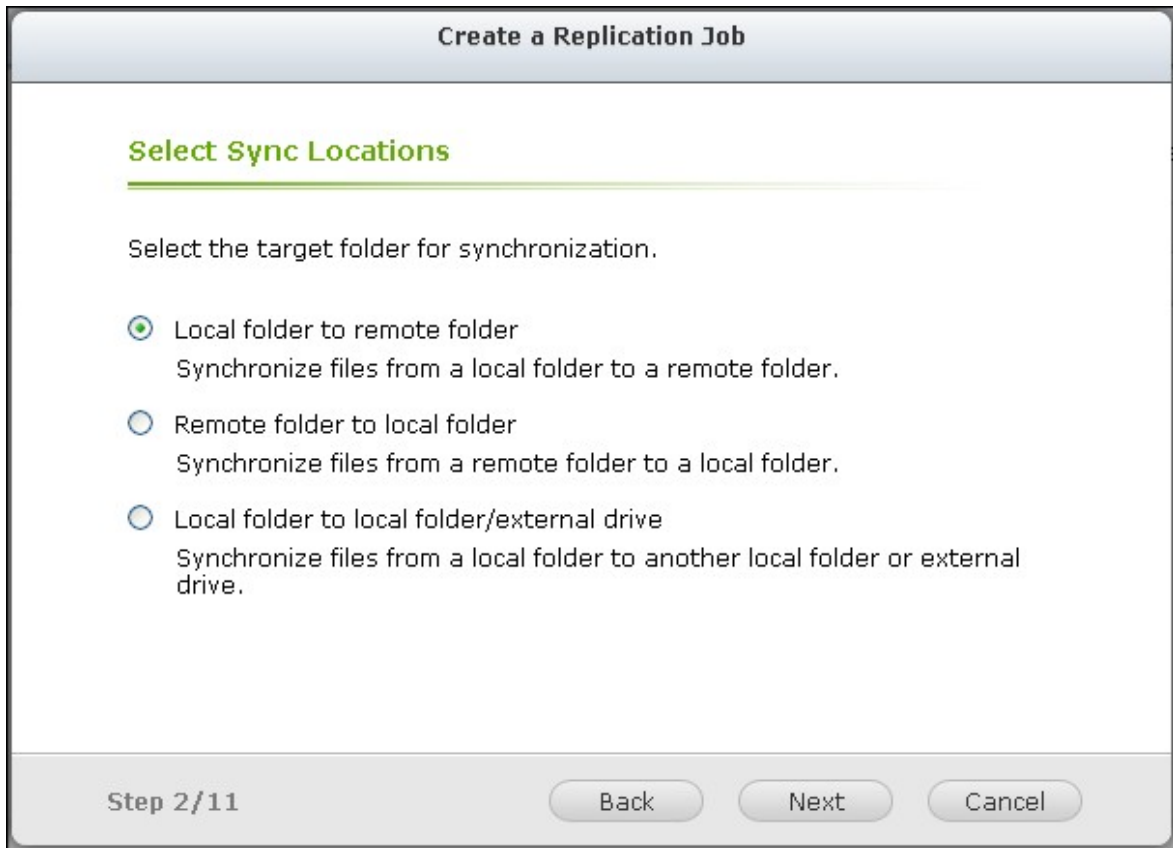 Create a Replication Job
Select Sync Locations
Select the target folder for synchronization.
Local folder to remote folder
Synchronize files from a local folder to a remote folder.
Remote folder to local folder
Synchronize files from a remote folder to a local folder.
Local folder to local folder/external drive
Synchronize files from a local folder to another local folder or external
drive.
Step 2/11
Back
Next
Cancel